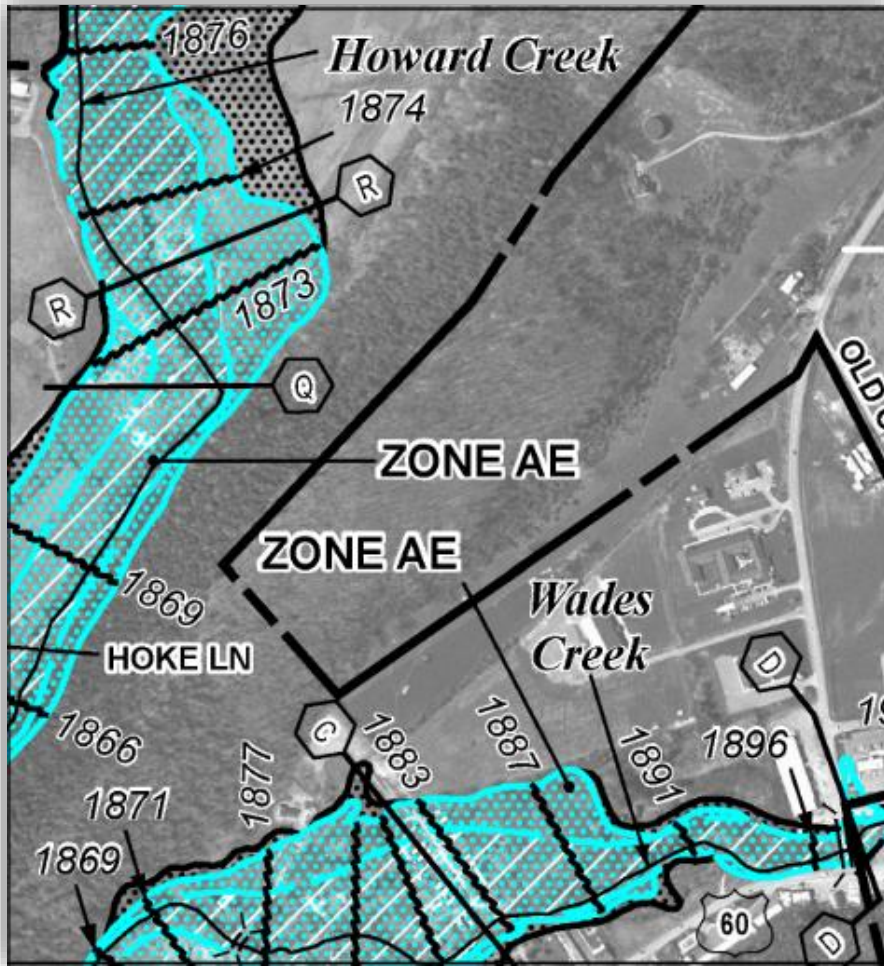 1876
Howard Creek
1874
R
R
1873
Q
OLD
ZONE AE
ZONE AE
1869
Wades
Creek
HOKE LN
D
C
1866
1883
1887
1877
1891
1896
1871
1869
60
D